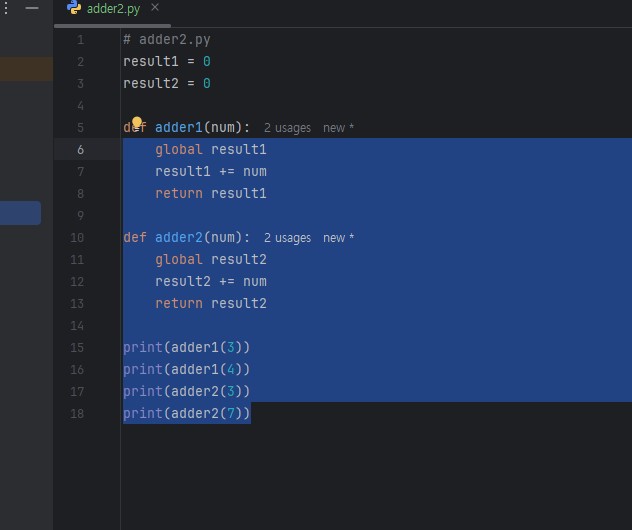 adder2.py
1 # adder2.py
2 result1 = 0
3 result2 = 0
4
5 def adder1(num): 2 usages new *
6     global result1
7     result1 += num
8     return result1
9
10 def adder2(num): 2 usages new *
11     global result2
12     result2 += num
13     return result2
14
15 print(adder1(3))
16 print(adder1(4))
17 print(adder2(3))
18 print(adder2(7))